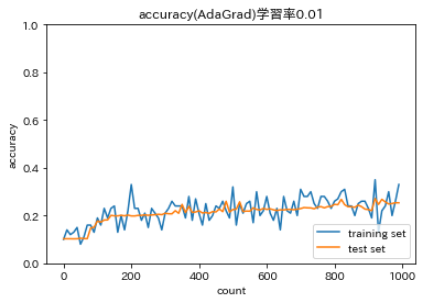 accuracy(AdaGrad)学習率0.01
1.0
0.8
0.6
0.4
0.2
0.0
accuracy
training set
test set
0 200 400 600 800 1000
count